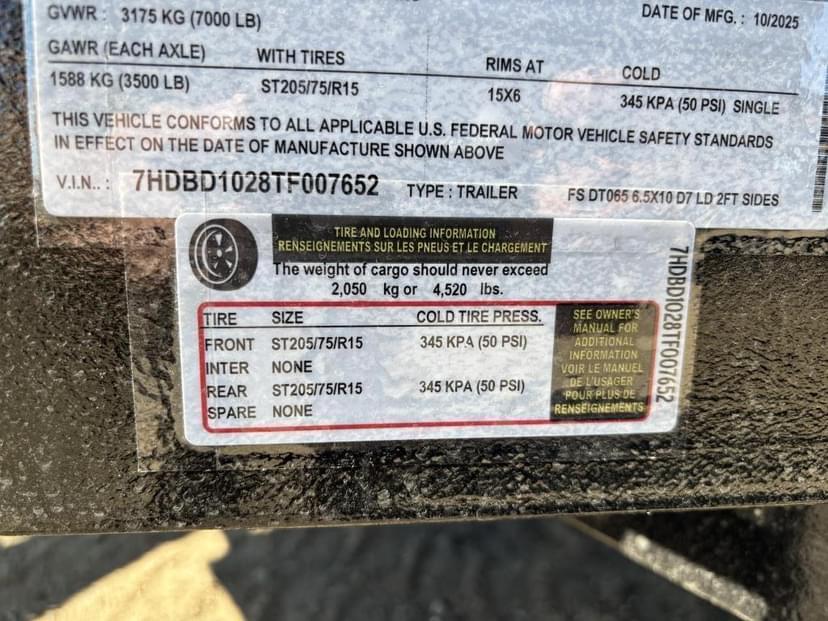 GVWR : 3175 KG (7000 LB) DATE OF MFG. : 10/2025
GAWR (EACH AXLE) WITH TIRES RIMS AT COLD
1588 KG (3500 LB) ST205/75/R15 15X6 345 KPA (50 PSI) SINGLE
THIS VEHICLE CONFORMS TO ALL APPLICABLE U.S. FEDERAL MOTOR VEHICLE SAFETY STANDARDS
IN EFFECT ON THE DATE OF MANUFACTURE SHOWN ABOVE
V.I.N.. : 7HDBD1028TF007652 TYPE : TRAILER FS DT065 6.5X10 D7 LD 2FT SIDES
TIRE AND LOADING INFORMATION
RENSEIGNEMENTS SUR LES PNEUS ET LE CHARGEMENT
The weight of cargo should never exceed
2,050 kg or 4,520 lbs.
TIRE SIZE COLD TIRE PRESS.
FRONT ST205/75/R15 345 KPA (50 PSI)
INTER NONE
REAR ST205/75/R15 345 KPA (50 PSI)
SPARE NONE
SEE OWNER'S
MANUAL FOR
ADDITIONAL
INFORMATION
VOIR LE MANUEL
DE L'USAGER
POUR PLUS DE
RENSEIGNEMENTS
7HDBD1028TF007652